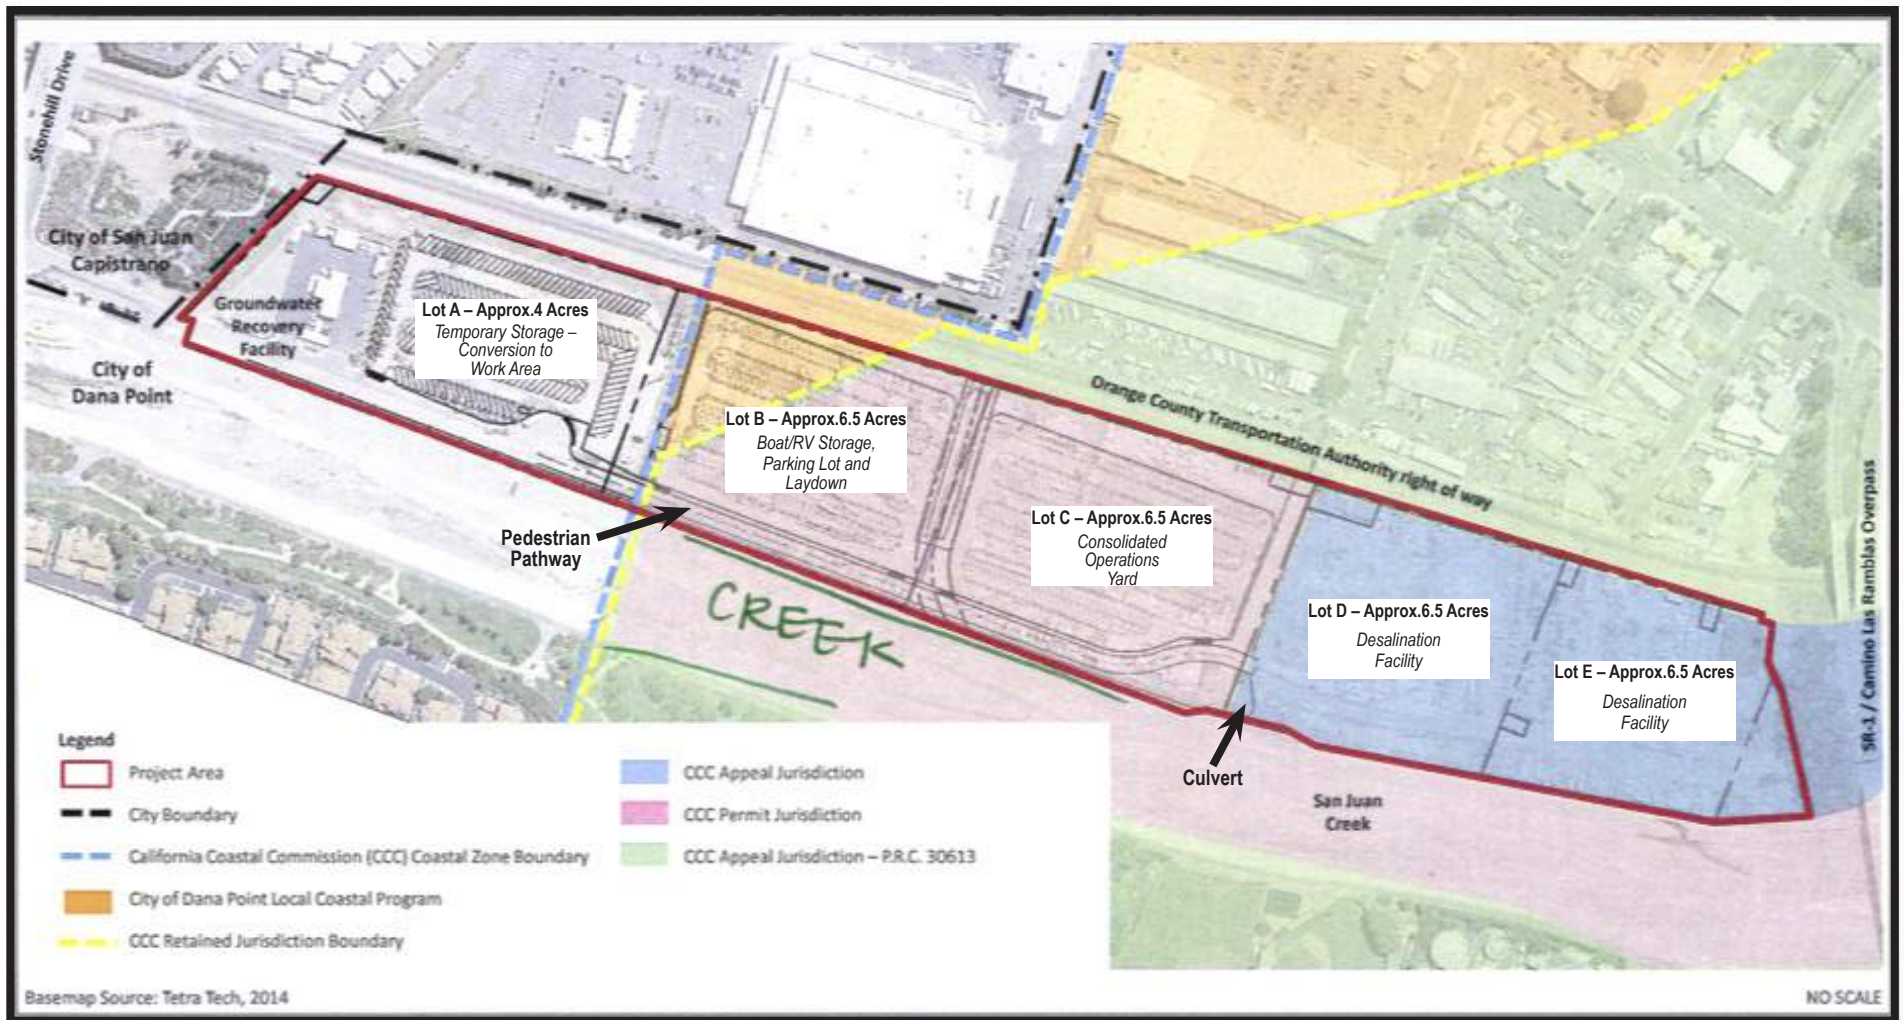 Stonehill Drive
City of San Juan
Capistrano
Groundwater
Recovery
Facility
City of
Dana Point
Lot A – Approx.4 Acres
Temporary Storage –
Conversion to
Work Area
Lot B – Approx.6.5 Acres
Boat/RV Storage,
Parking Lot and
Laydown
Pedestrian
Pathway
CREEK
Orange County Transportation Authority right of way
Lot C – Approx.6.5 Acres
Consolidated
Operations
Yard
Lot D – Approx.6.5 Acres
Desalination
Facility
Lot E – Approx.6.5 Acres
Desalination
Facility
SR-1 / Camino Las Ramblas Overpass
Culvert
San Juan
Creek
Legend
Project Area
City Boundary
California Coastal Commission (CCC) Coastal Zone Boundary
City of Dana Point Local Coastal Program
CCC Retained Jurisdiction Boundary
CCC Appeal Jurisdiction
CCC Permit Jurisdiction
CCC Appeal Jurisdiction – P.R.C. 30613
Basemap Source: Tetra Tech, 2014
NO SCALE